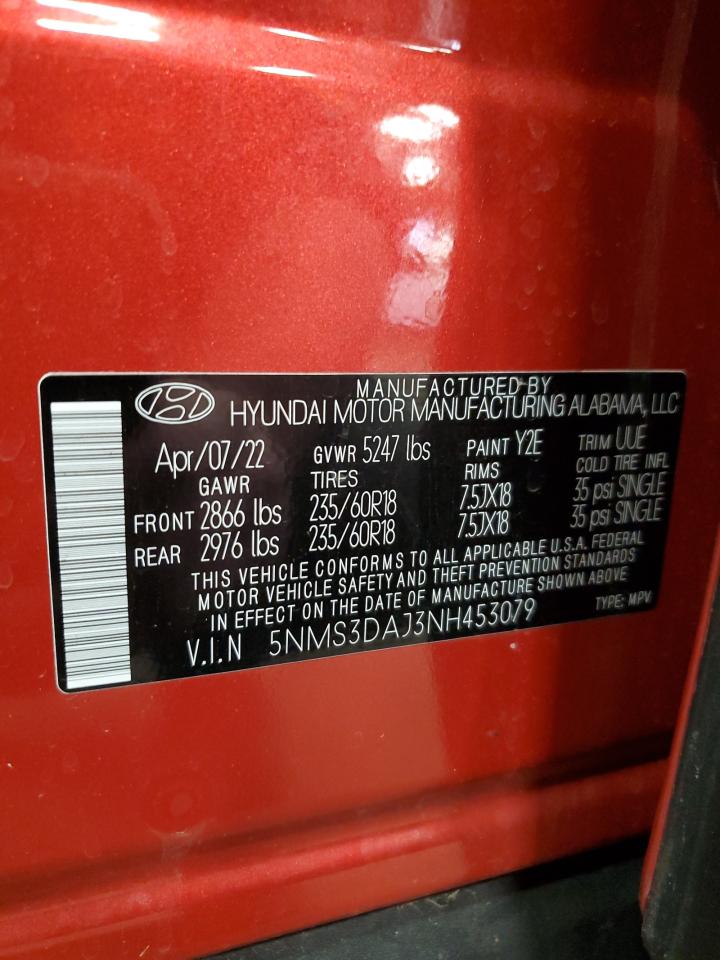 MANUFACTURED BY
HYUNDAI MOTOR MANUFACTURING ALABAMA, LLC
Apr/07/22 GVWR 5247 lbs PAINT Y2E TRIM UUE
GAWR TIRES RIMS COLD TIRE INFL
FRONT 2866 lbs 235/60R18 7.5JX18 35 psi SINGLE
REAR 2976 lbs 235/60R18 7.5JX18 35 psi SINGLE
THIS VEHICLE CONFORMS TO ALL APPLICABLE U.S.A. FEDERAL
MOTOR VEHICLE SAFETY AND THEFT PREVENTION STANDARDS
IN EFFECT ON THE DATE OF MANUFACTURE SHOWN ABOVE
V.I.N 5NMS3DAJ3NH453079 TYPE: MPV